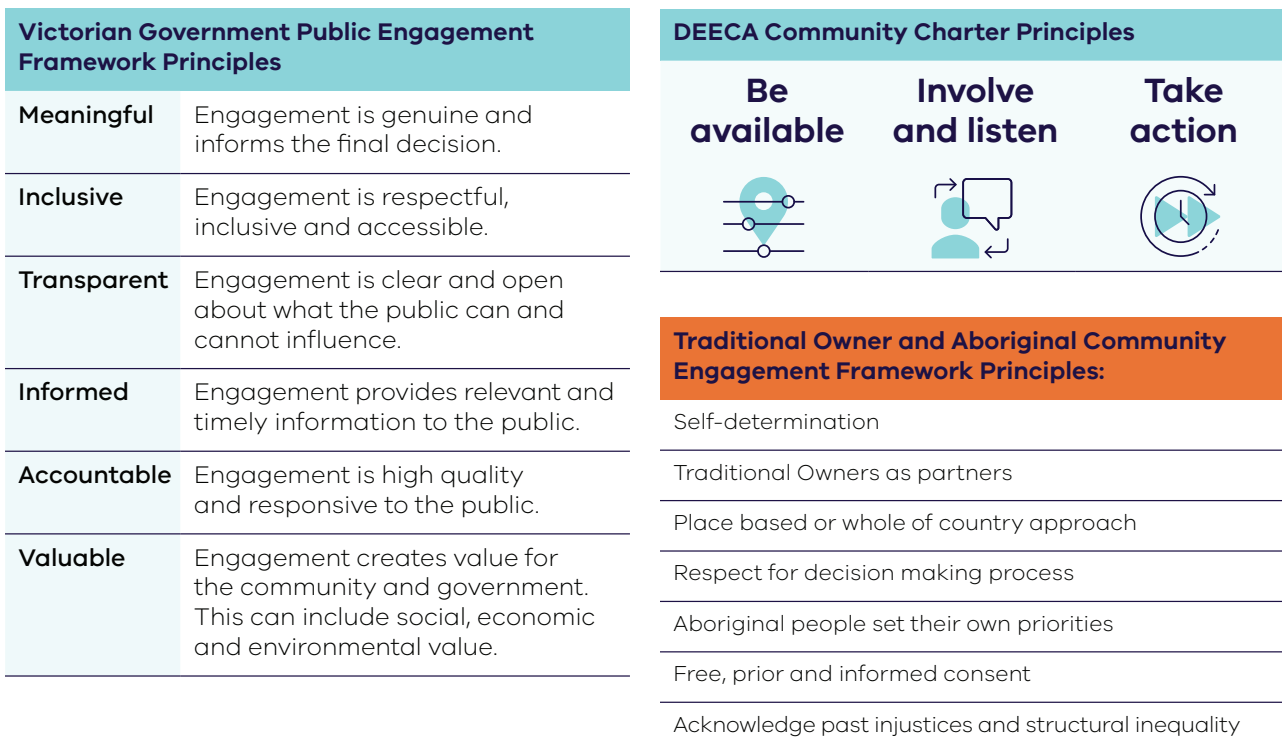 Victorian Government Public Engagement
Framework Principles
Meaningful
Engagement is genuine and
informs the final decision.
Inclusive
Engagement is respectful,
inclusive and accessible.
Transparent
Engagement is clear and open
about what the public can and
cannot influence.
Informed
Engagement provides relevant and
timely information to the public.
Accountable
Engagement is high quality
and responsive to the public.
Valuable
Engagement creates value for
the community and government.
This can include social, economic
and environmental value.
DEECA Community Charter Principles
Be
available
Involve
and listen
Take
action
Traditional Owner and Aboriginal Community
Engagement Framework Principles:
Self-determination
Traditional Owners as partners
Place based or whole of country approach
Respect for decision making process
Aboriginal people set their own priorities
Free, prior and informed consent
Acknowledge past injustices and structural inequality